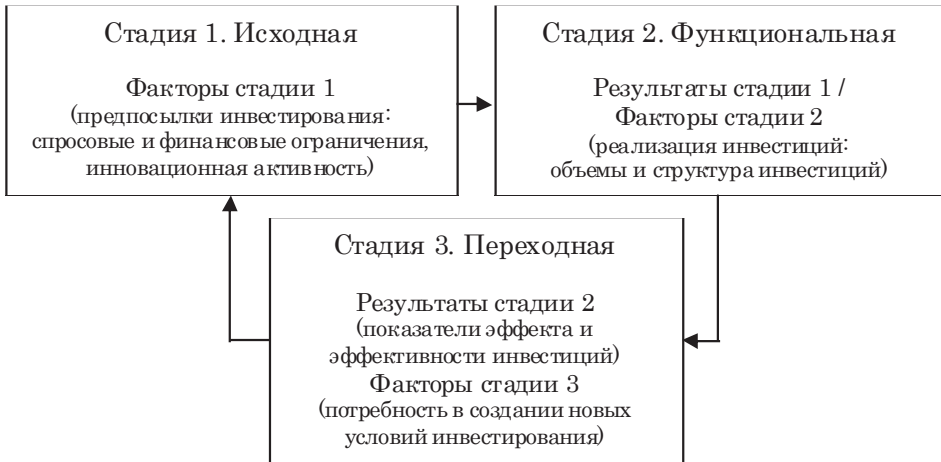 Стадия 1. Исходная
Факторы стадии 1
(предпосылки инвестирования:
спросовые и финансовые ограничения,
инновационная активность)
Стадия 2. Функциональная
Результаты стадии 1 /
Факторы стадии 2
(реализация инвестиций:
объемы и структура инвестиций)
Стадия 3. Переходная
Результаты стадии 2
(показатели эффекта и
эффективности инвестиций)
Факторы стадии 3
(потребность в создании новых
условий инвестирования)